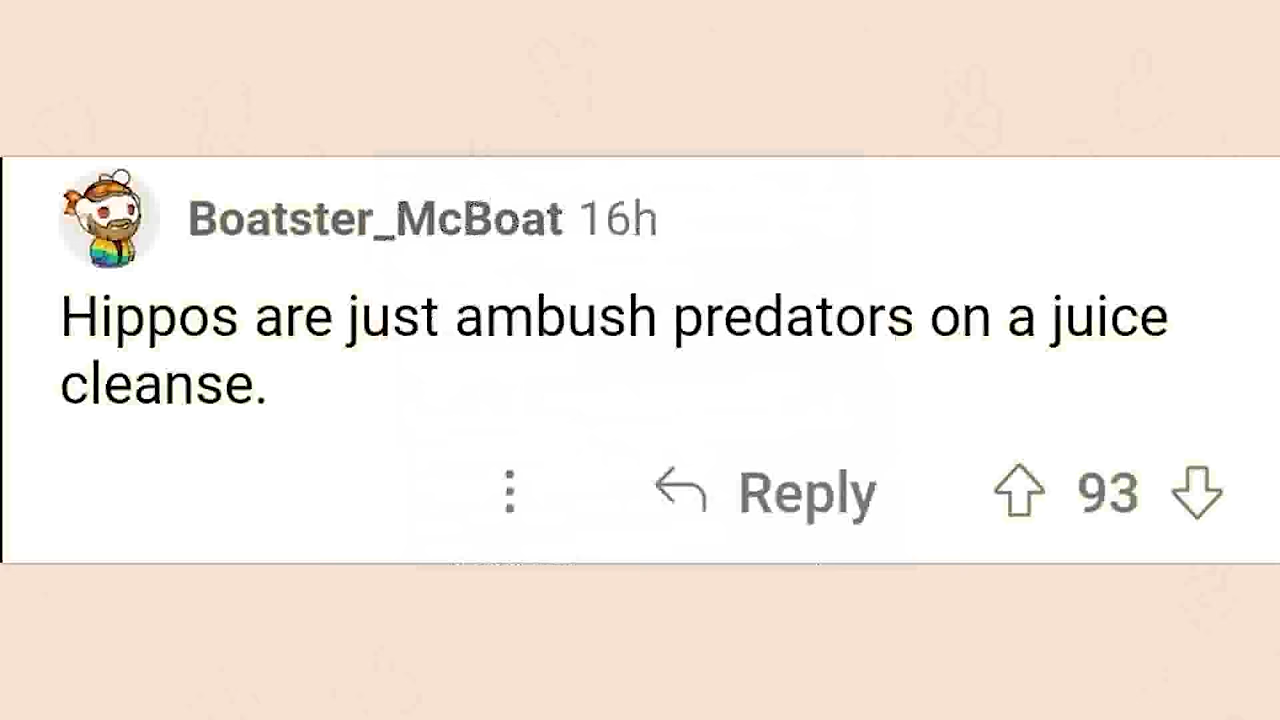 Boatster_McBoat 16h
Hippos are just ambush predators on a juice
cleanse.
Reply 93